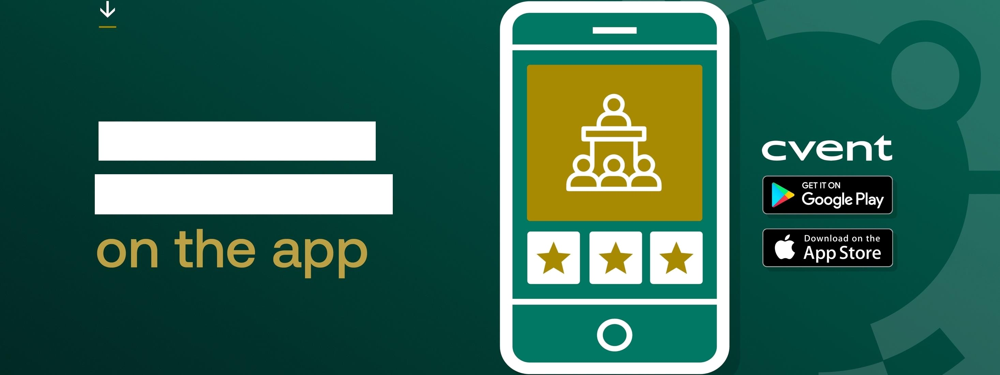 on the app
cvent
GET IT ON
Google Play
Download on the
App Store